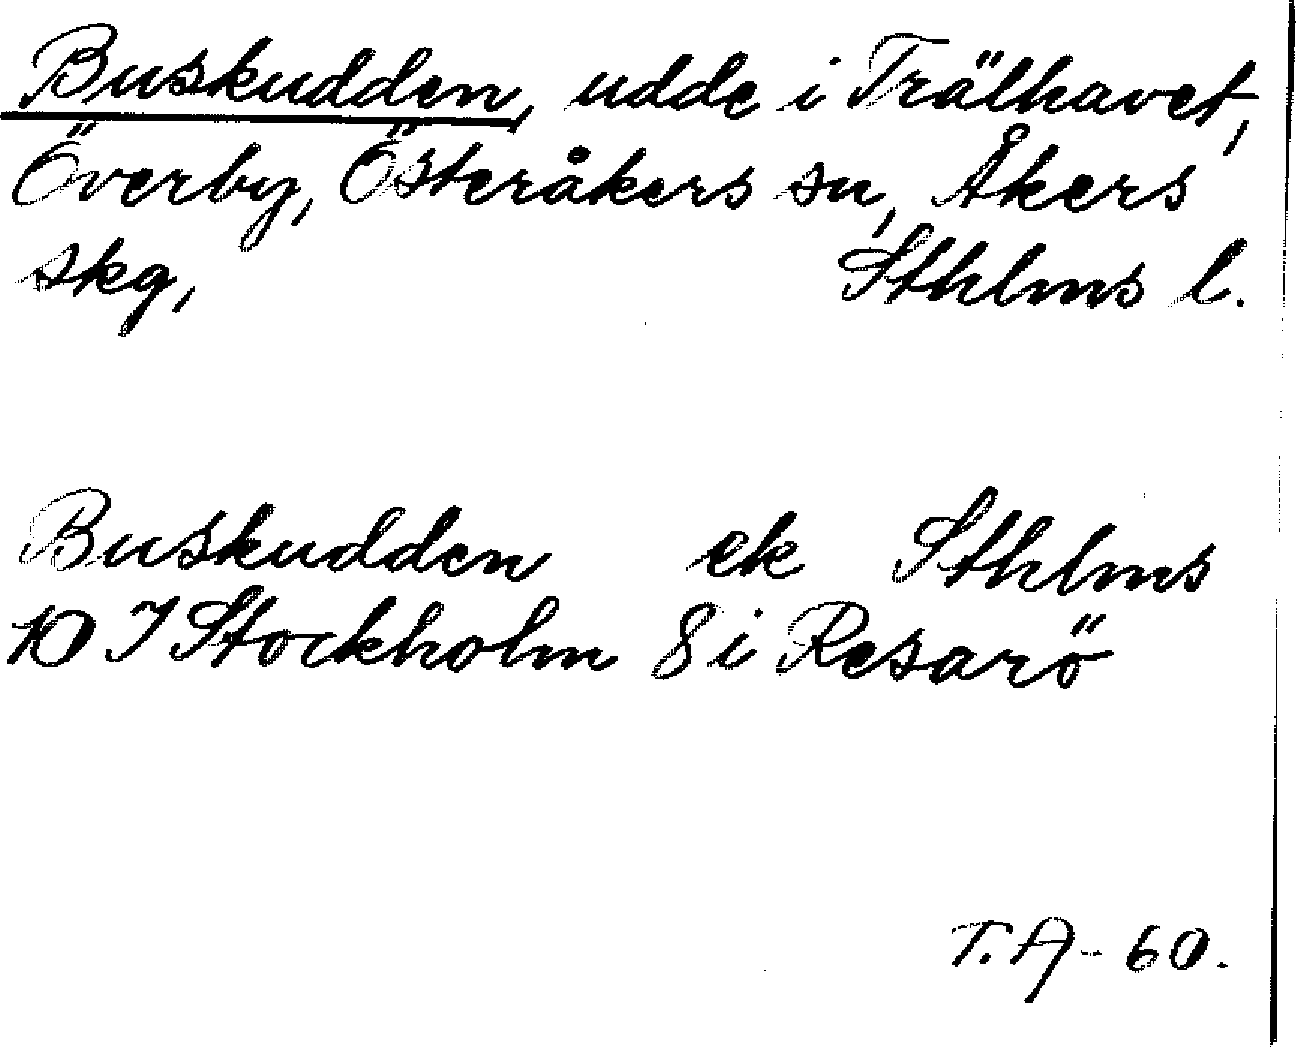 Buskudden, udde i Trälhavet,
Överby, Österåkers sn, Åkers
skg, Sthlms l.
Buskudden ek Sthlms
10 I Stockholm 8 i Resarö
T.A-60.